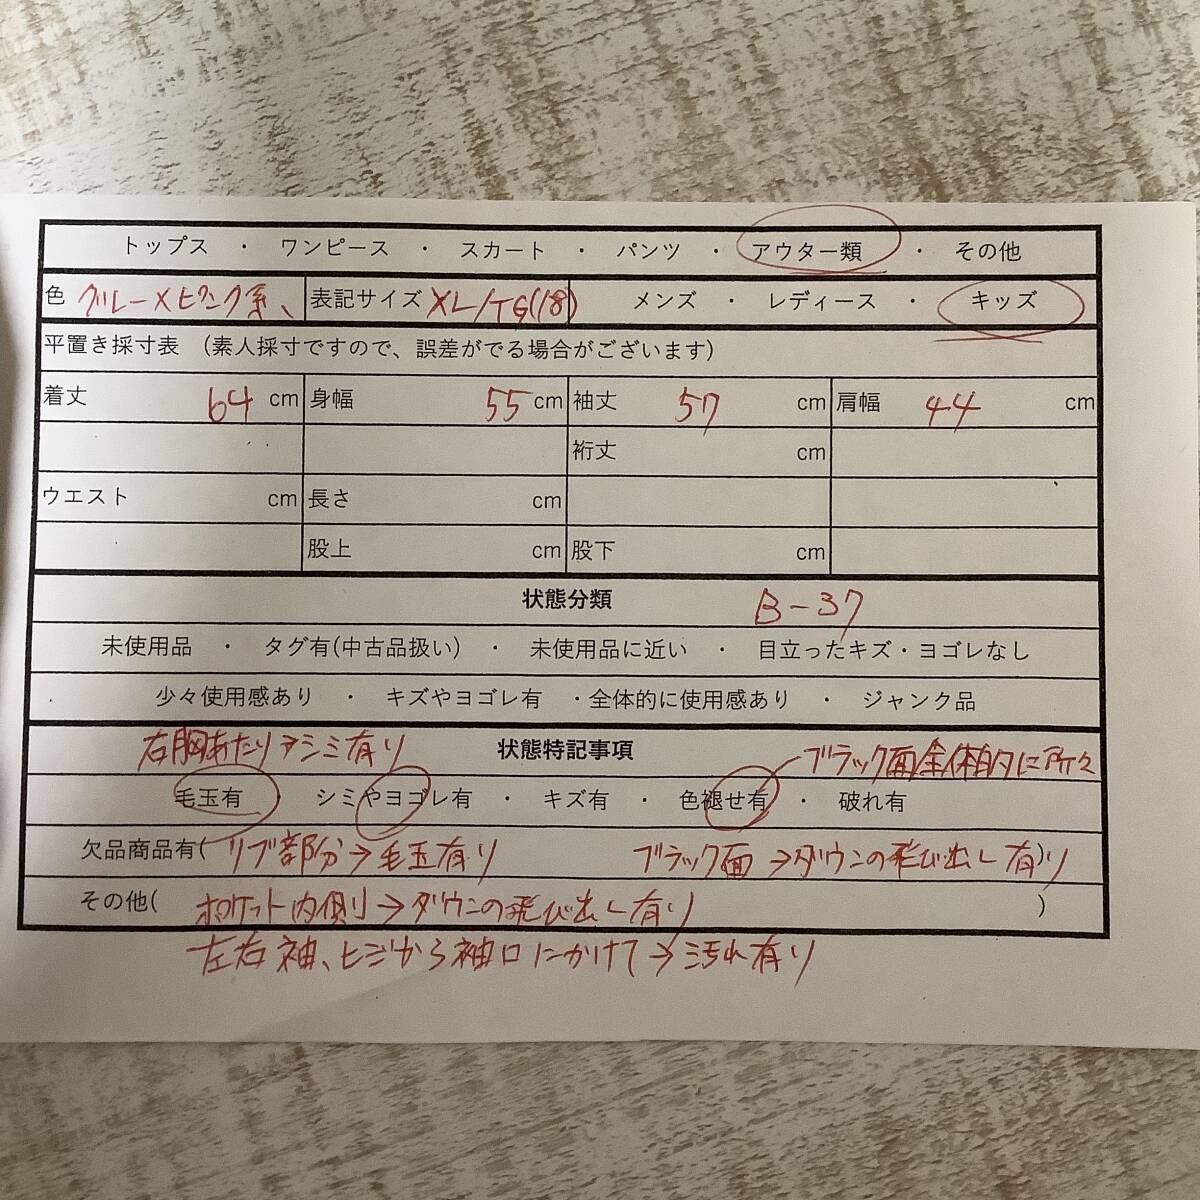 トップス ・ ワンピース ・ スカート ・ パンツ ・ アウター類 ・ その他
色 グレー×ピンク系、 表記サイズ XL/TG(18) メンズ ・ レディース ・ キッズ
平置き採寸表 (素人採寸ですので、誤差がでる場合がございます)
着丈 64 cm 身幅 55 cm 袖丈 57 cm 肩幅 44 cm
裄丈 cm
ウエスト cm 長さ cm
股上 cm 股下 cm
状態分類 B-37
未使用品 ・ タグ有(中古品扱い) ・ 未使用品に近い ・ 目立ったキズ・ヨゴレなし
少々使用感あり ・ キズやヨゴレ有 ・全体的に使用感あり ・ ジャンク品
右胸あたり→シミ有り 状態特記事項 ブラック面全体的に所々
毛玉有 ・ シミやヨゴレ有 ・ キズ有 ・ 色褪せ有 ・ 破れ有
欠品商品有( リブ部分→毛玉有り ブラック面→ダウンの飛び出し有り )
その他( ポケット内側→ダウンの飛び出し有り )
左右袖、ヒジから袖口にかけて→汚れ有り